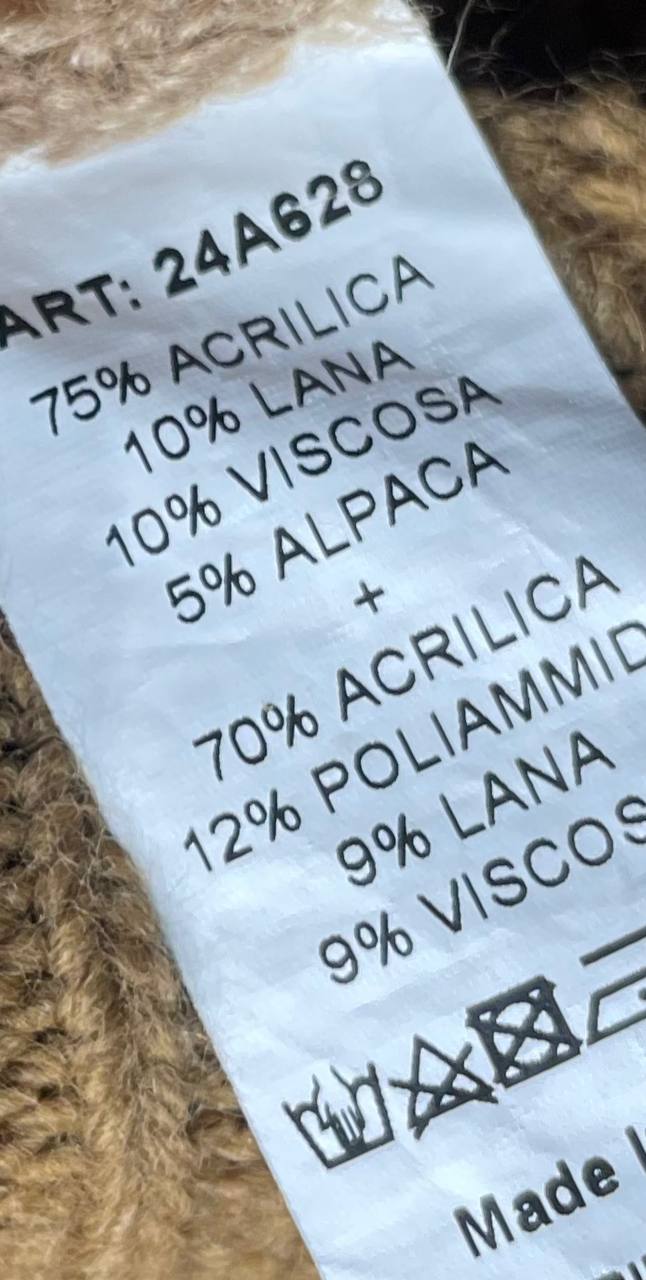 ART: 24A628
75% ACRILICA
10% LANA
10% VISCOSA
5% ALPACA
+
70% ACRILICA
12% POLIAMMID
9% LANA
9% VISCOS
Made